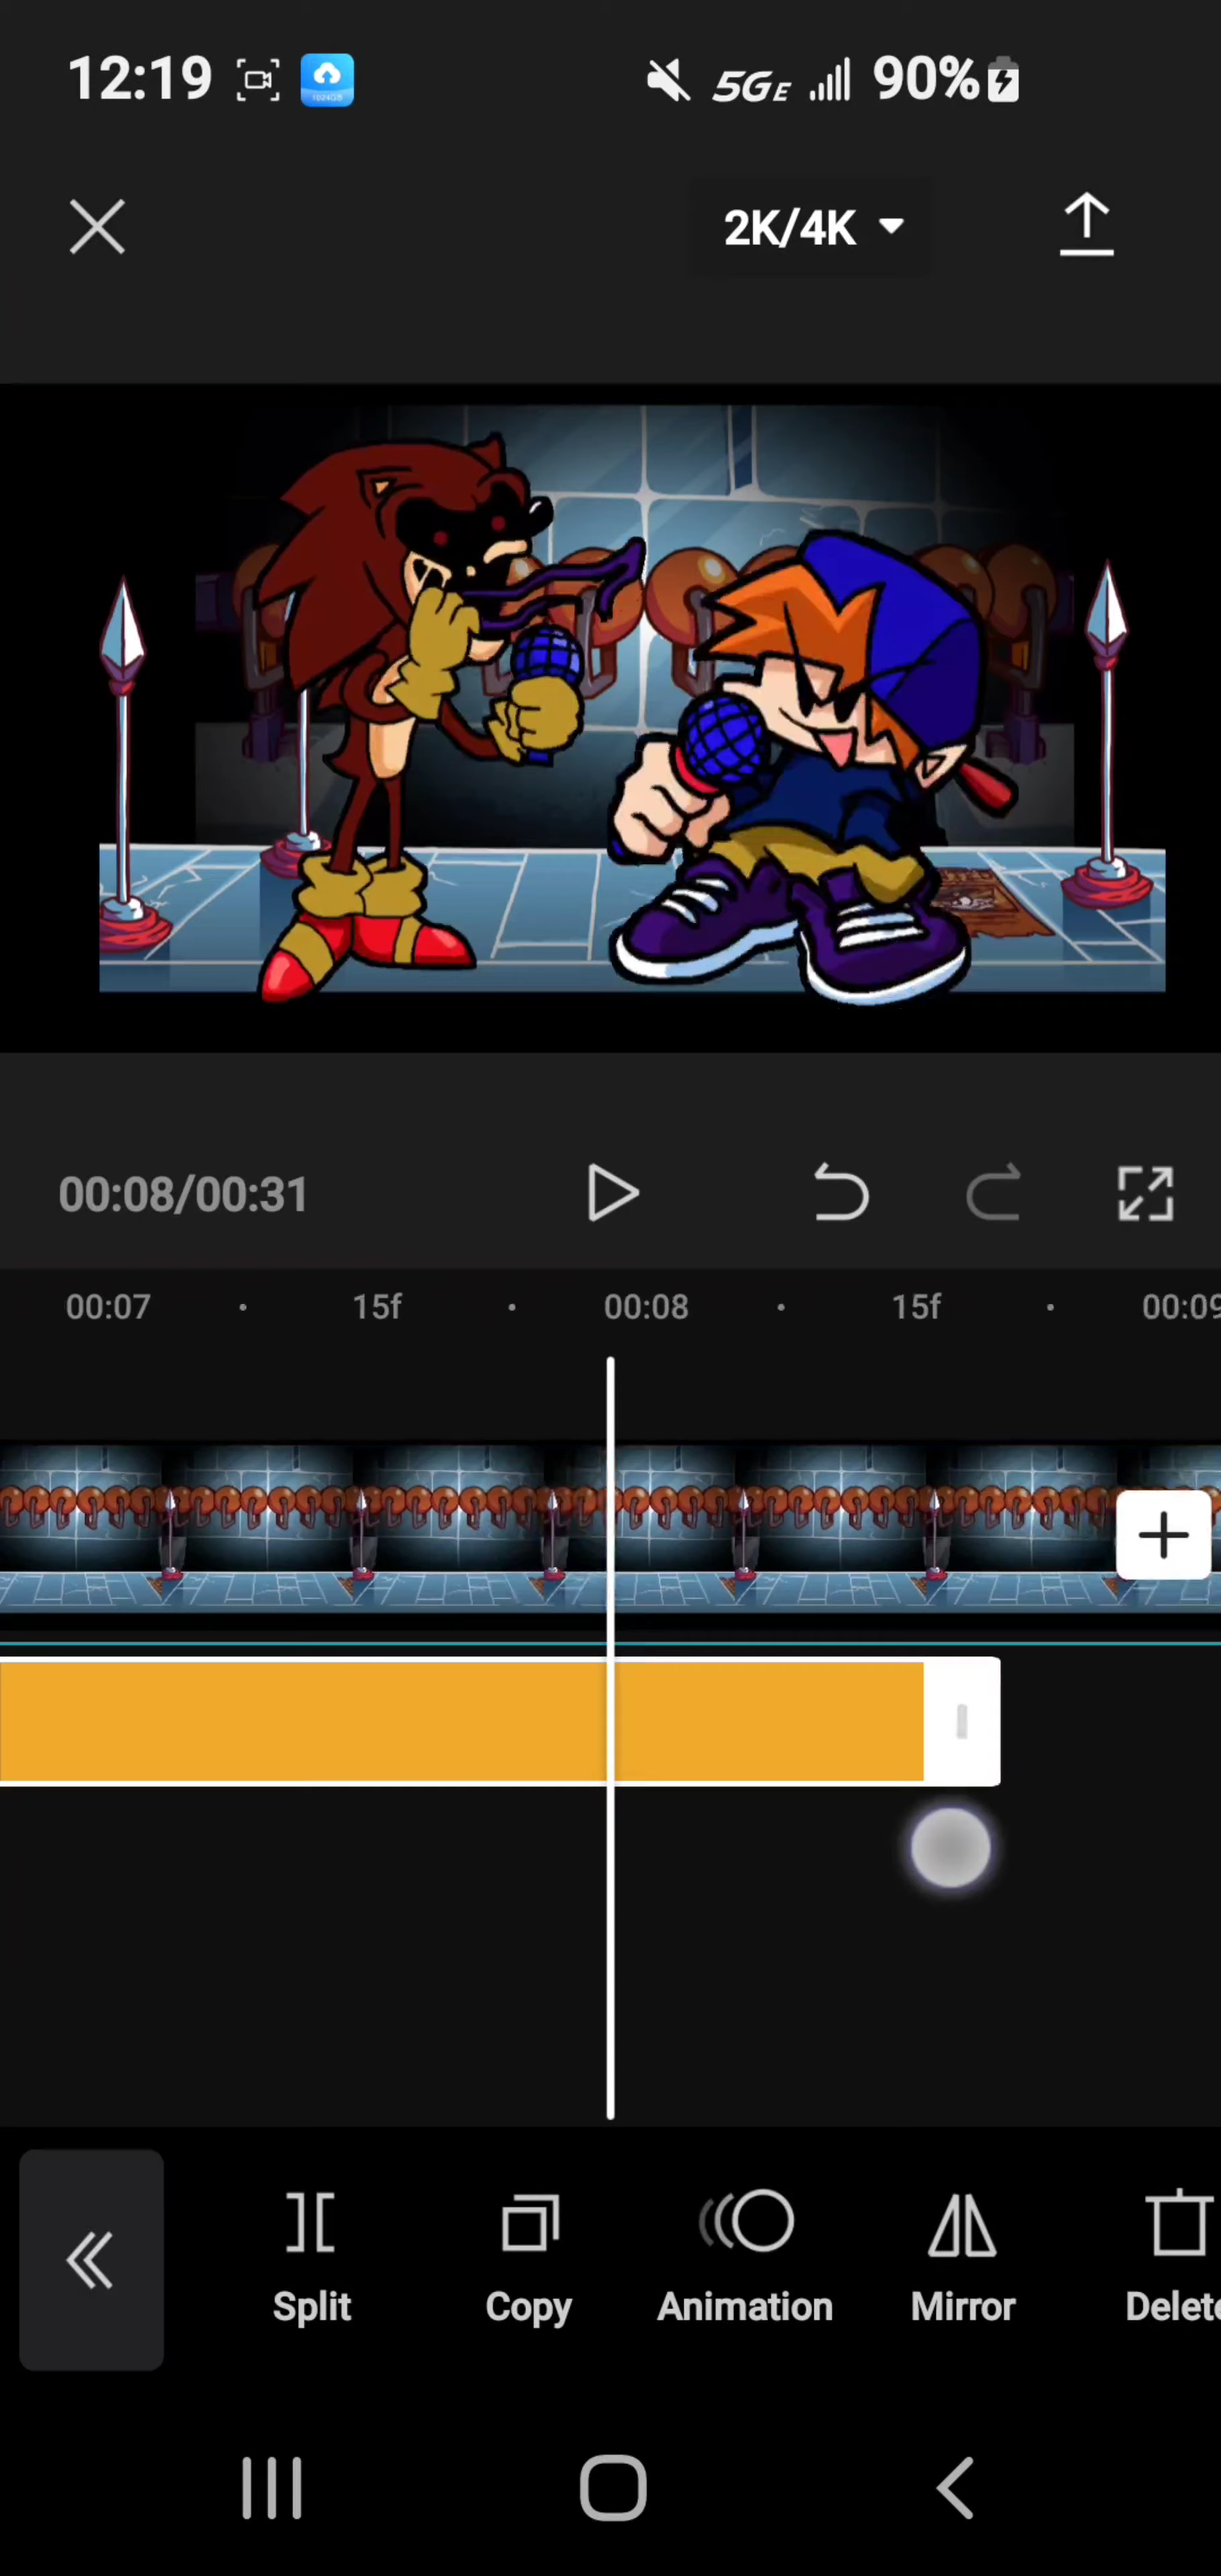 12:19
1024GB
5GE
90%
2K/4K
00:08/00:31
00:07 15f 00:08 15f 00:09
Split
Copy
Animation
Mirror
Delete